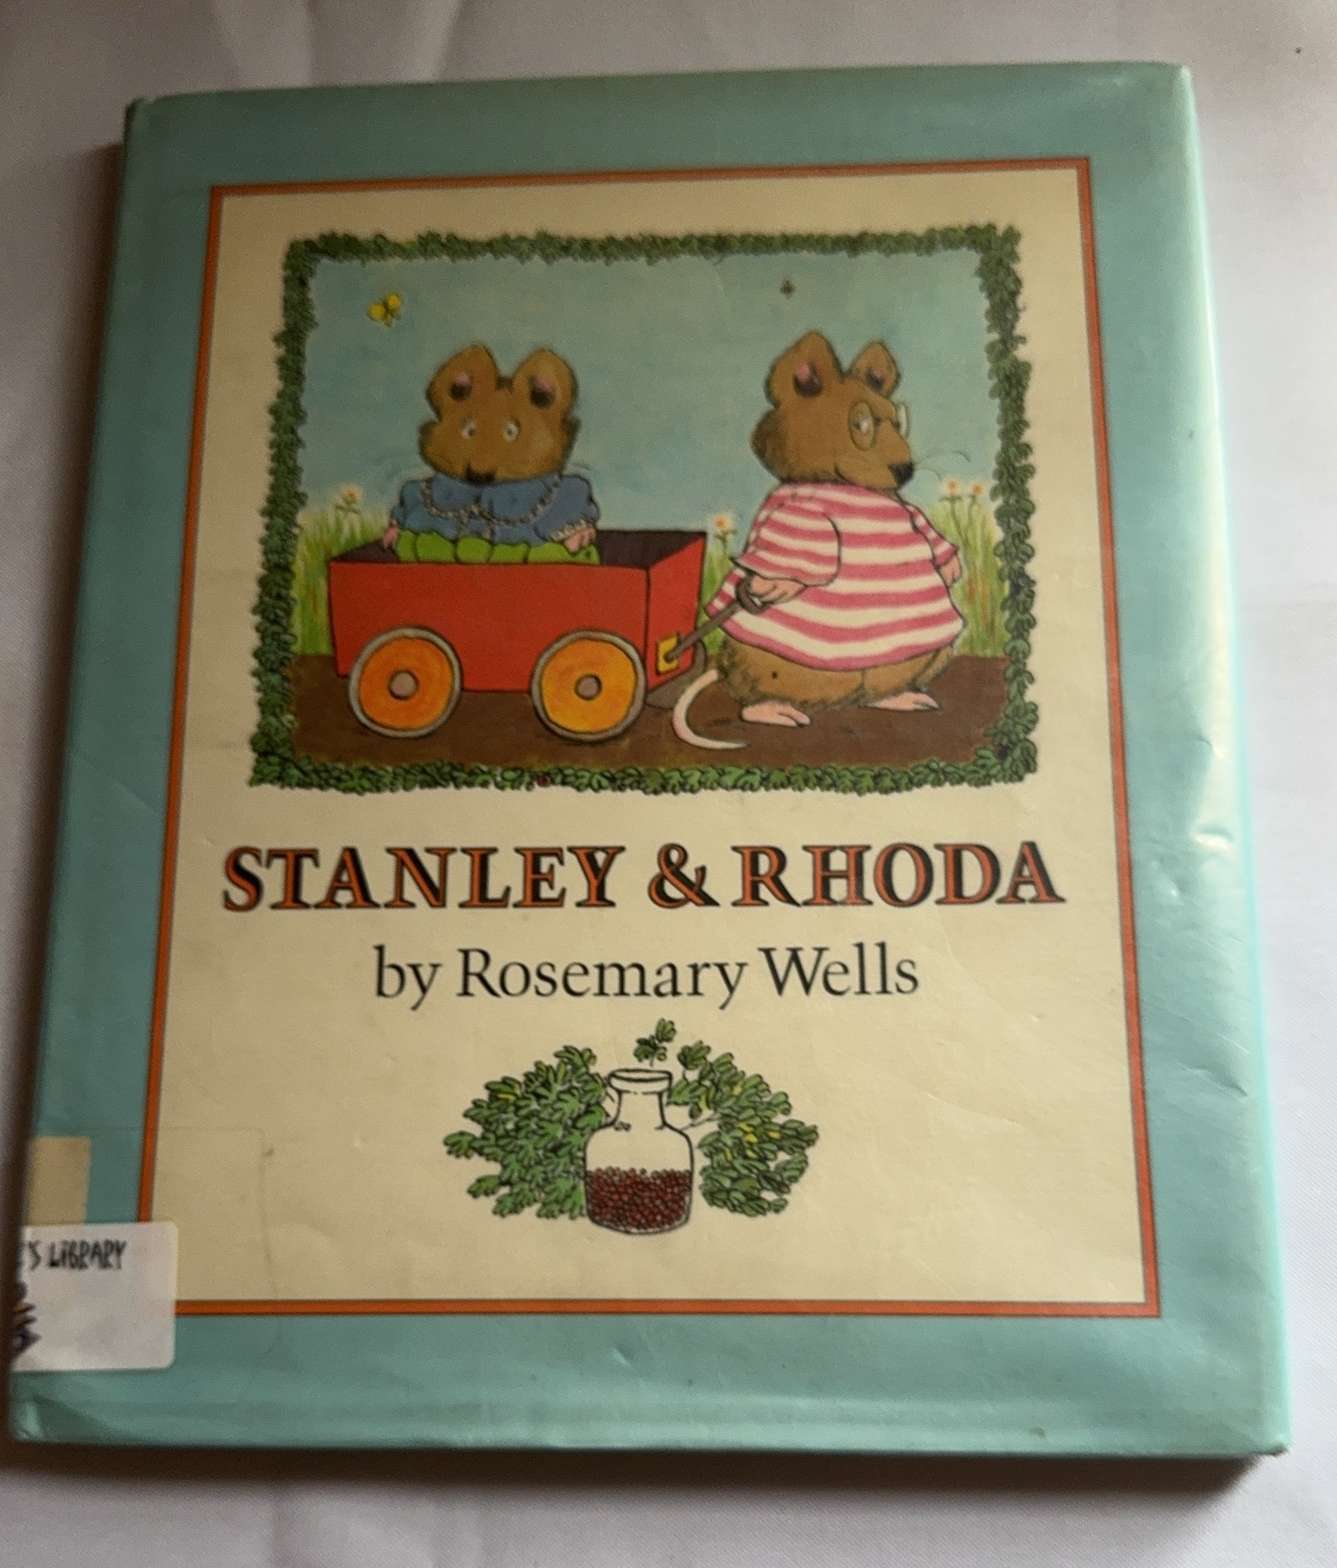 STANLEY & RHODA
by Rosemary Wells
'S LIBRARY